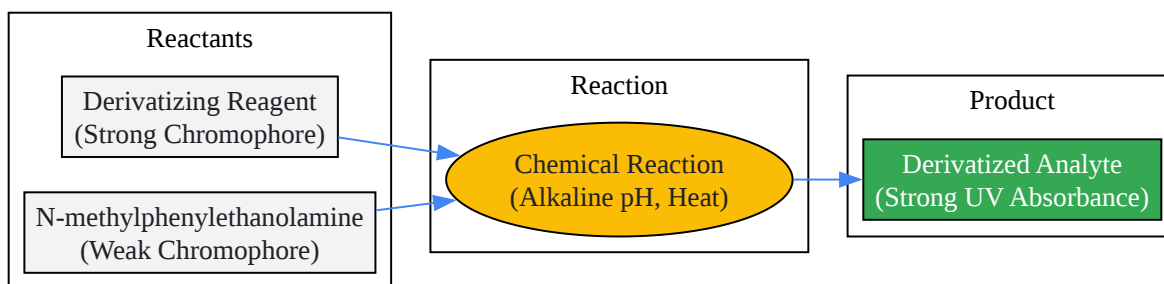 Reactants
Derivatizing Reagent
(Strong Chromophore)
N-methylphenylethanolamine
(Weak Chromophore)
Reaction
Chemical Reaction
(Alkaline pH, Heat)
Product
Derivatized Analyte
(Strong UV Absorbance)